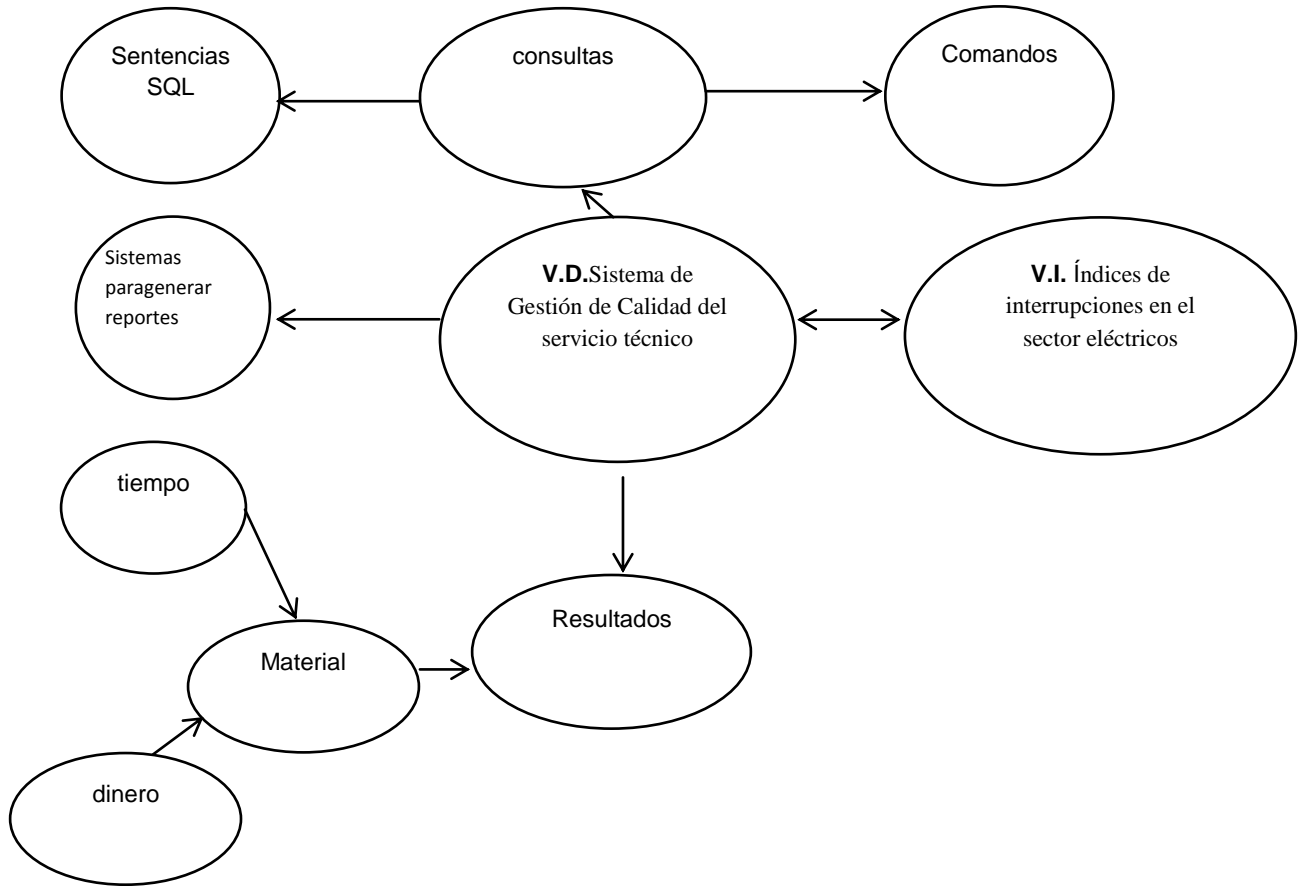 Sentencias
SQL
consultas
Comandos
Sistemas
paragenerar
reportes
V.D.Sistema de
Gestión de Calidad del
servicio técnico
V.I. Índices de
interrupciones en el
sector eléctricos
tiempo
Resultados
Material
dinero